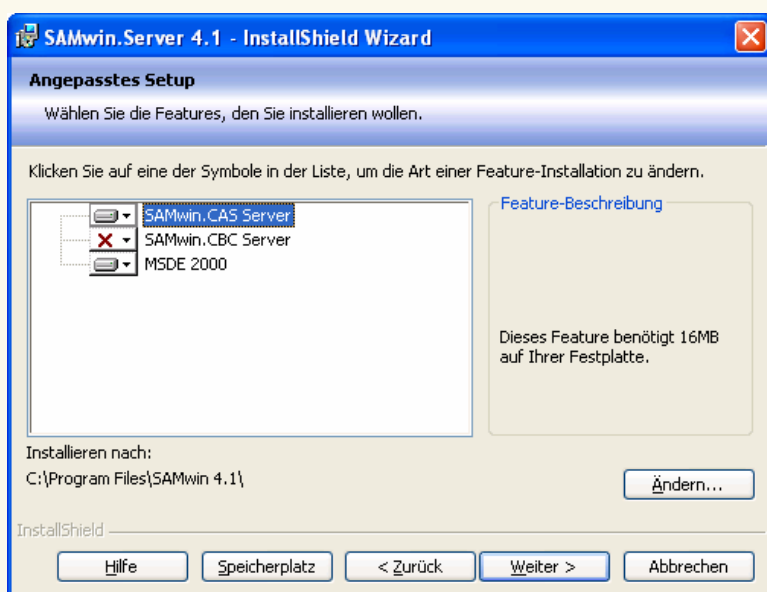 SAMwin.Server 4.1 - InstallShield Wizard
Angepasstes Setup
Wählen Sie die Features, den Sie installieren wollen.
Klicken Sie auf eine der Symbole in der Liste, um die Art einer Feature-Installation zu ändern.
SAMwin.CAS Server
SAMwin.CBC Server
MSDE 2000
Feature-Beschreibung
Dieses Feature benötigt 16MB
auf Ihrer Festplatte.
Installieren nach:
C:\Program Files\SAMwin 4.1\
Ändern...
InstallShield
Hilfe
Speicherplatz
< Zurück
Weiter >
Abbrechen